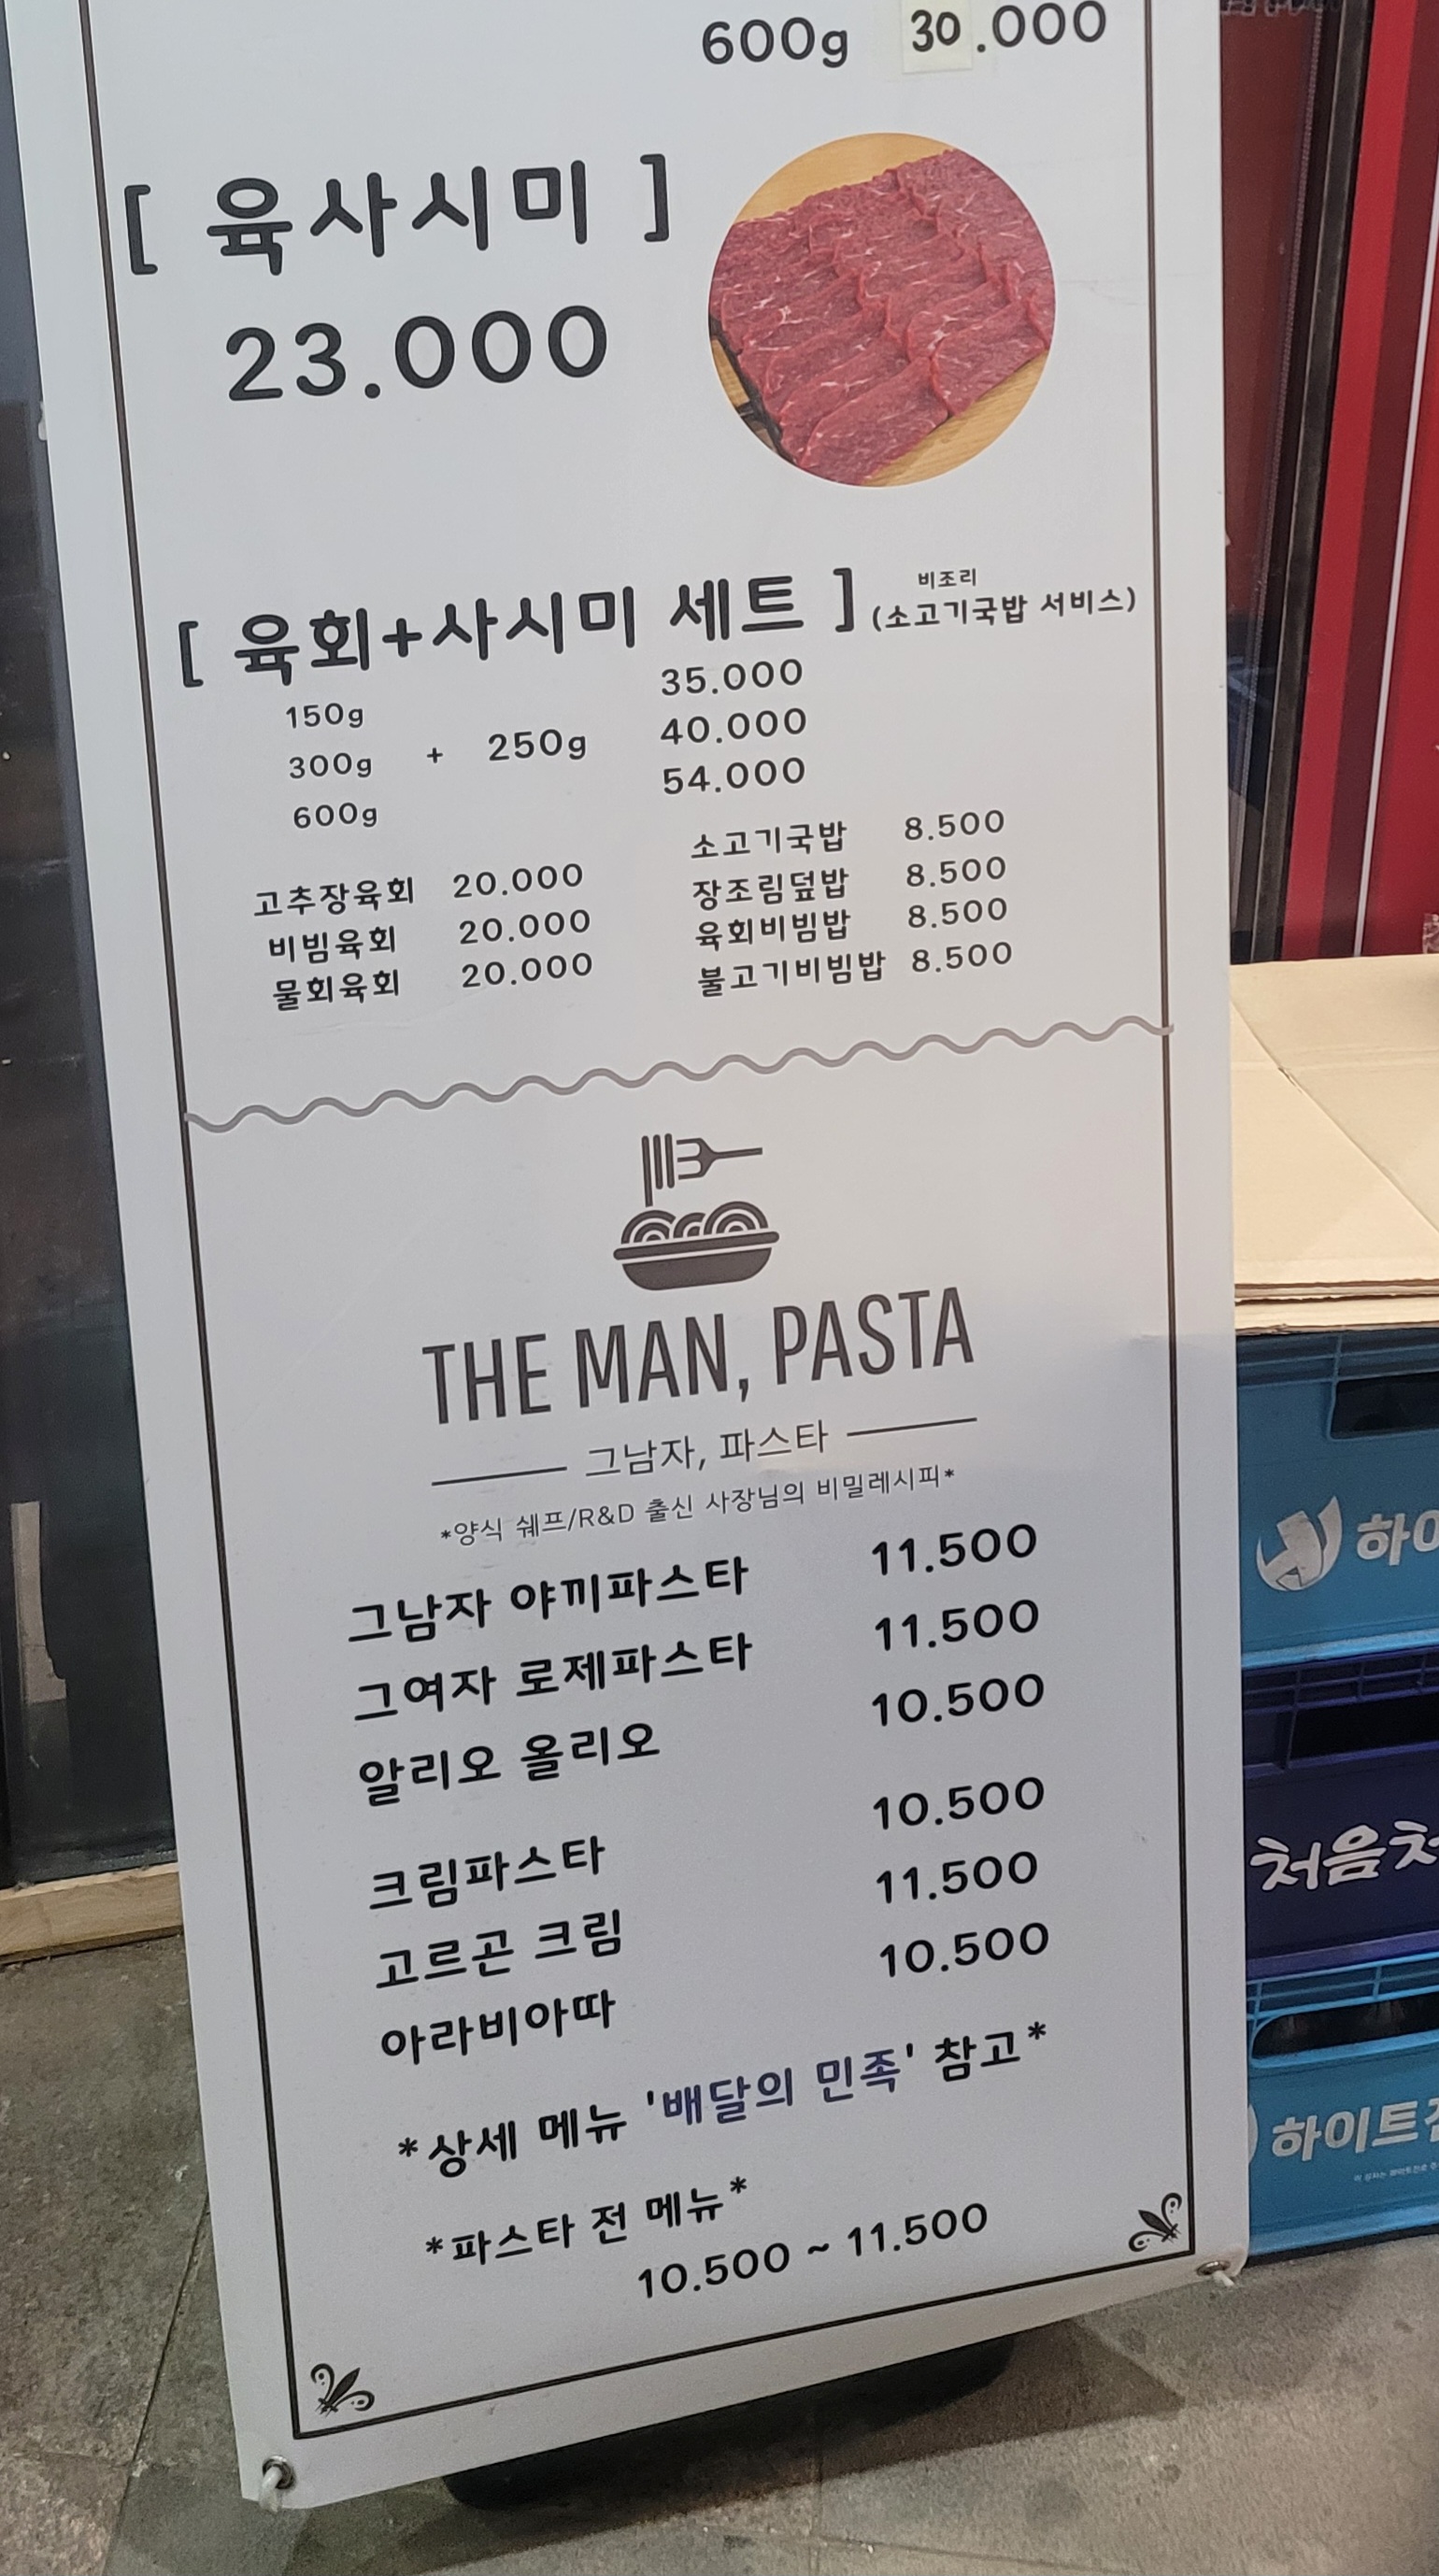 600g 30.000
[ 육사시미 ]
23.000
비조리
[ 육회+사시미 세트 ] (소고기국밥 서비스)
150g 35.000
300g + 250g 40.000
600g 54.000
고추장육회 20.000
비빔육회 20.000
물회육회 20.000
소고기국밥 8.500
장조림덮밥 8.500
육회비빔밥 8.500
불고기비빔밥 8.500
THE MAN, PASTA
그남자, 파스타
*양식 쉐프/R&D 출신 사장님의 비밀레시피*
그남자 야끼파스타 11.500
그여자 로제파스타 11.500
알리오 올리오 10.500
크림파스타 10.500
고르곤 크림 11.500
아라비아따 10.500
*상세 메뉴 '배달의 민족' 참고*
*파스타 전 메뉴*
10.500 ~ 11.500
하이
처음처
하이트진